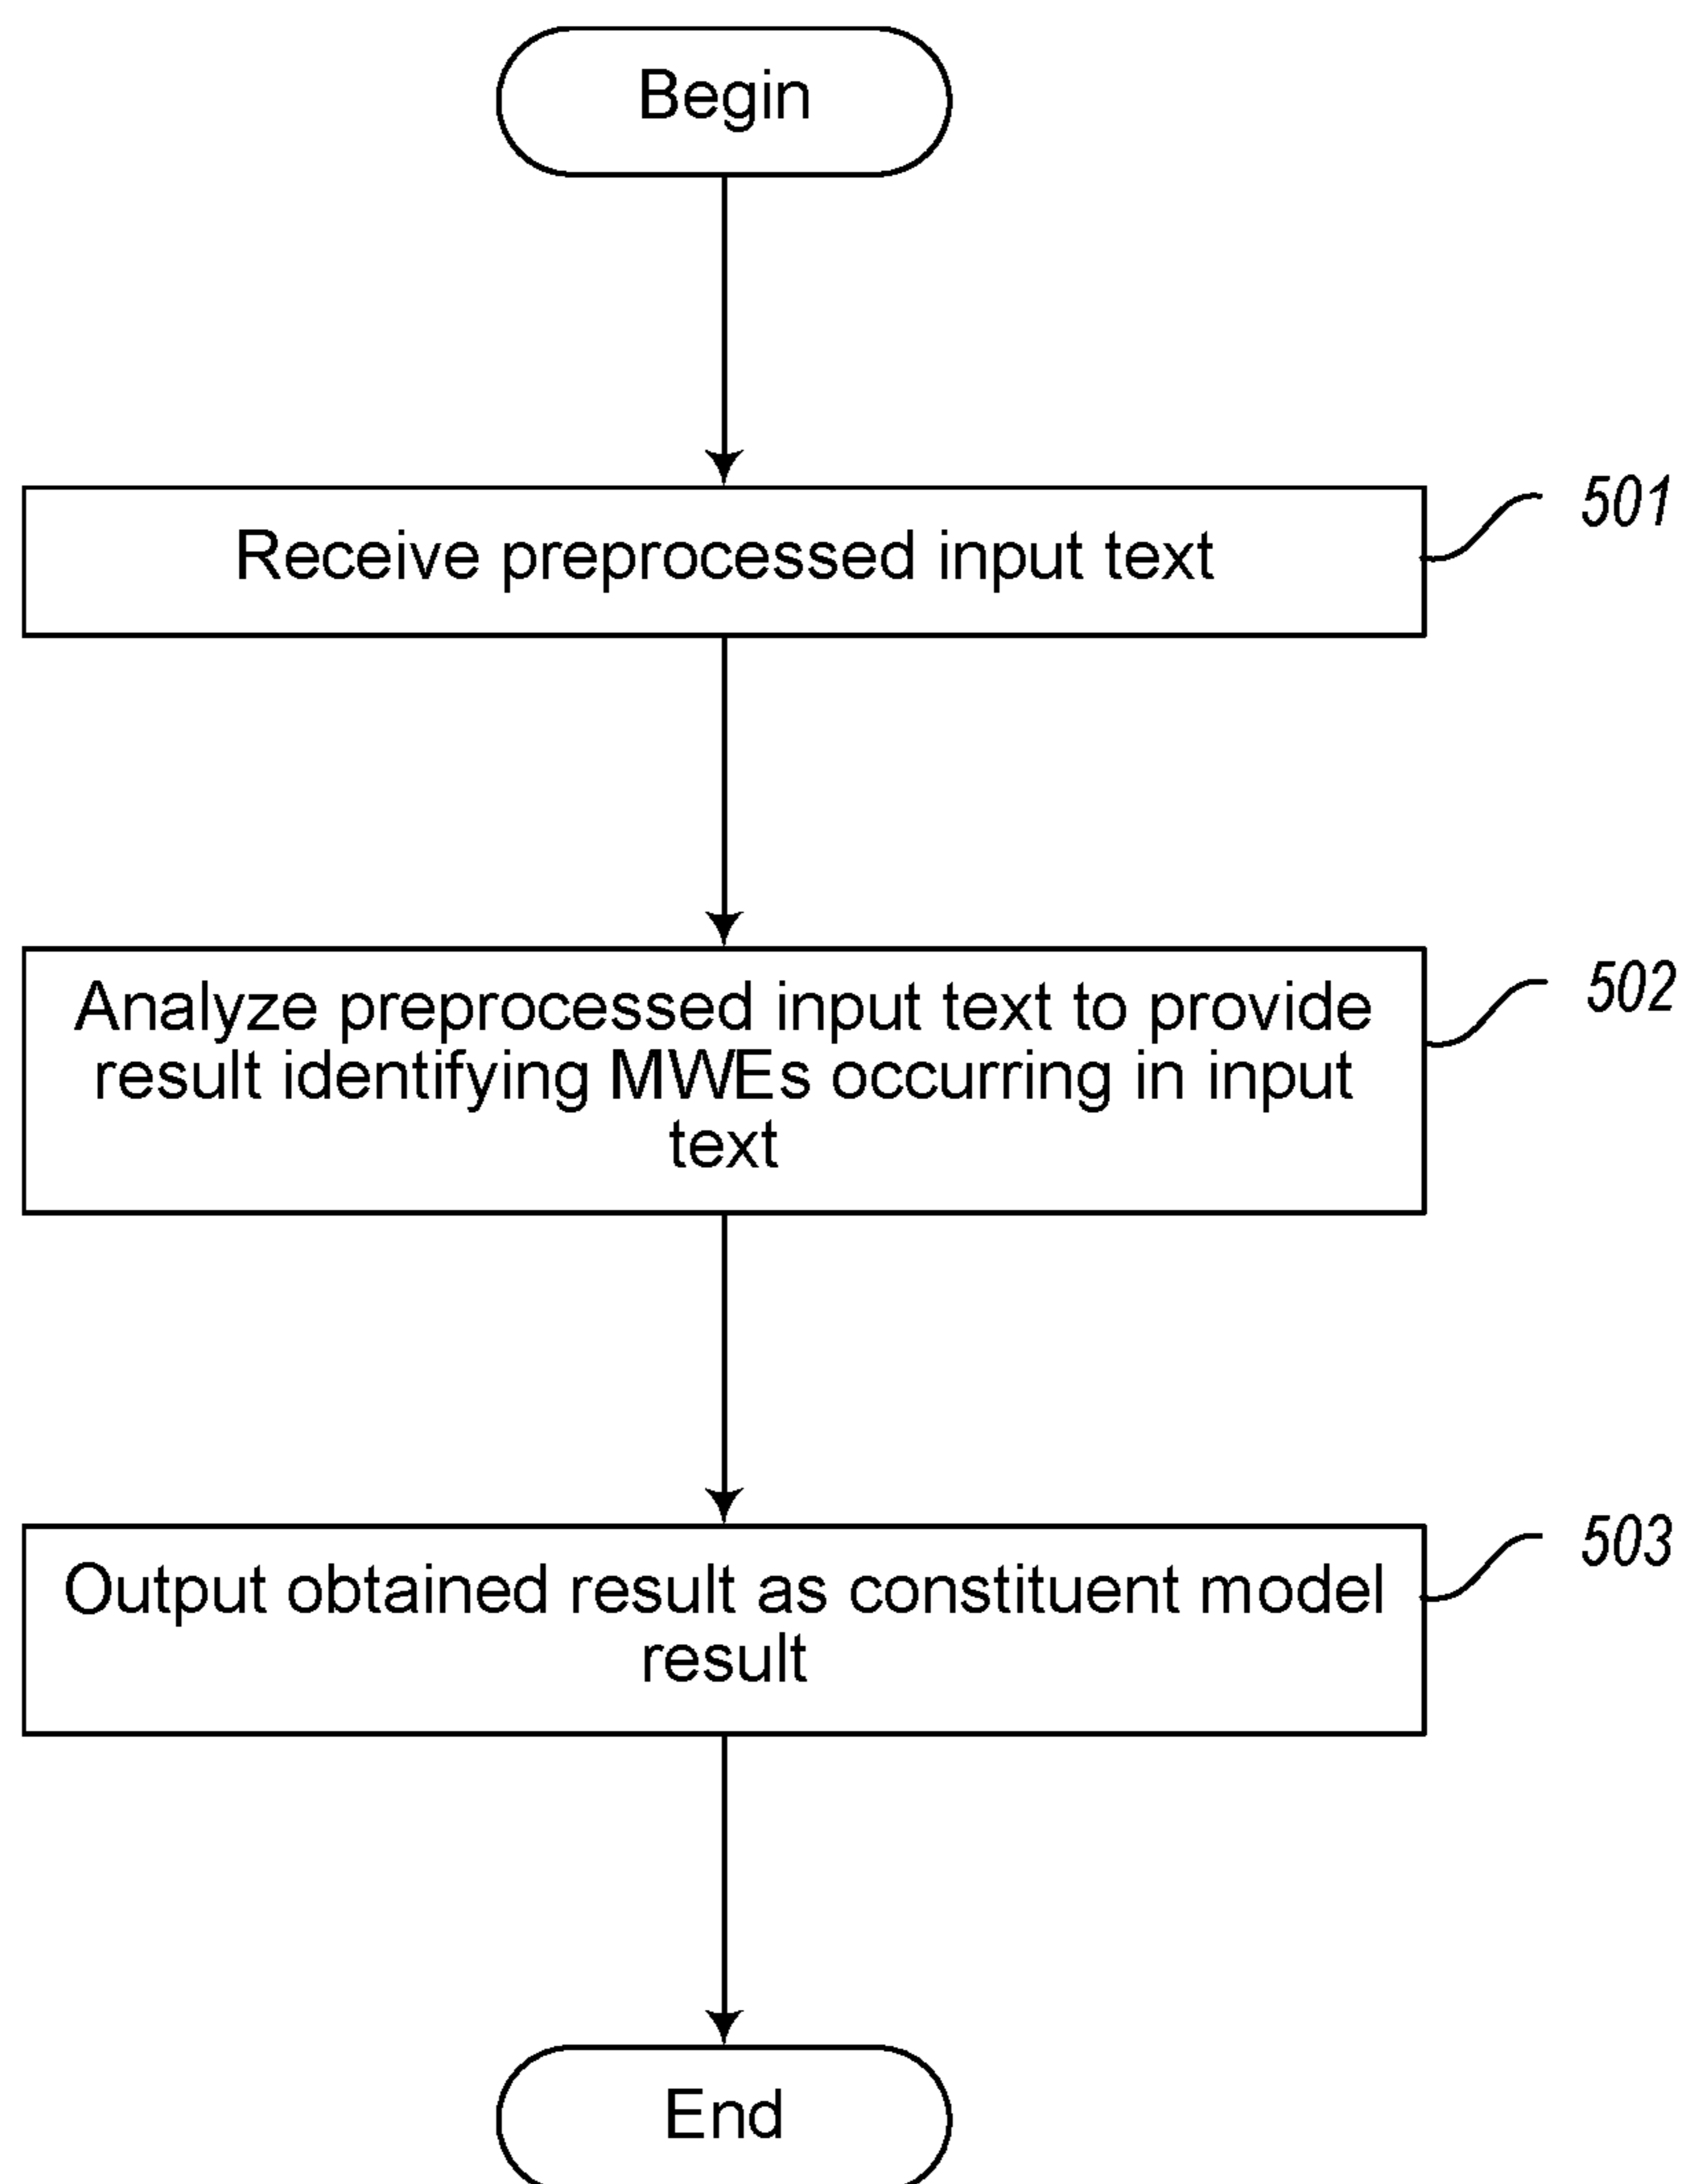 Begin
Receive preprocessed input text
501
Analyze preprocessed input text to provide
result identifying MWEs occurring in input
text
502
Output obtained result as constituent model
result
503
End